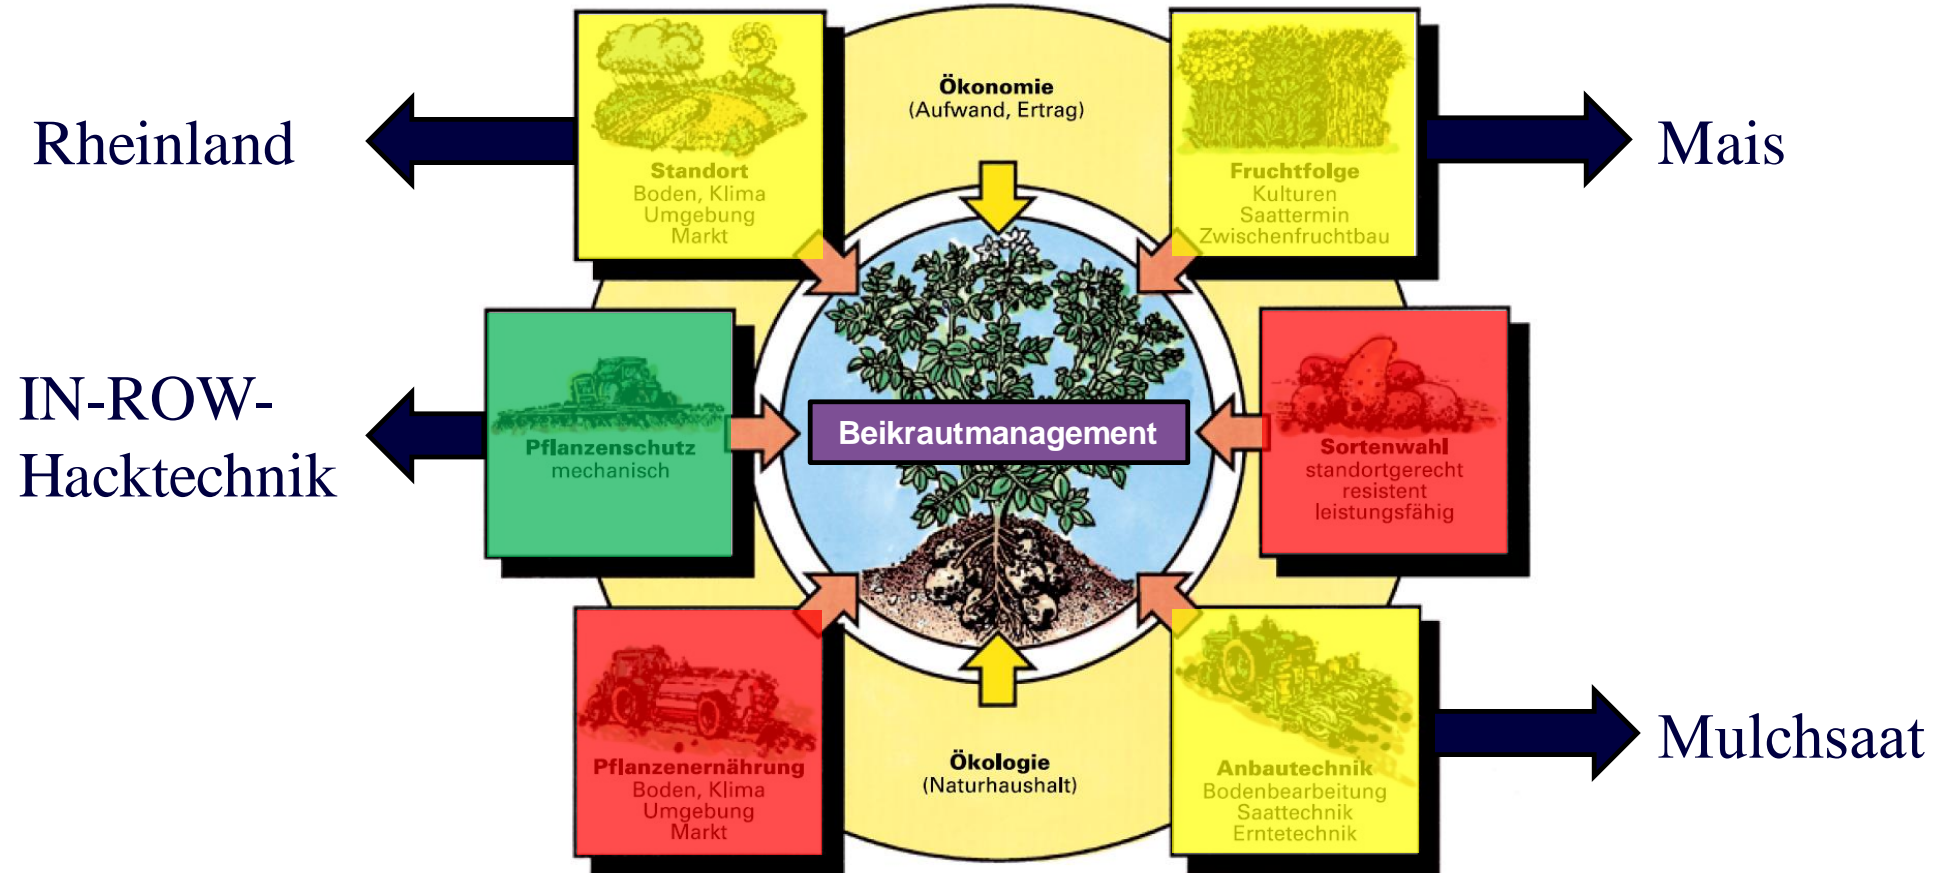 Rheinland
Standort
Boden, Klima
Umgebung
Markt
Ökonomie
(Aufwand, Ertrag)
Fruchtfolge
Kulturen
Saattermin
Zwischenfruchtbau
Mais
IN-ROW-
Hacktechnik
Pflanzenschutz
mechanisch
Beikrautmanagement
Sortenwahl
standortgerecht
resistent
leistungsfähig
Pflanzenernährung
Boden, Klima
Umgebung
Markt
Ökologie
(Naturhaushalt)
Anbautechnik
Bodenbearbeitung
Saattechnik
Erntetechnik
Mulchsaat